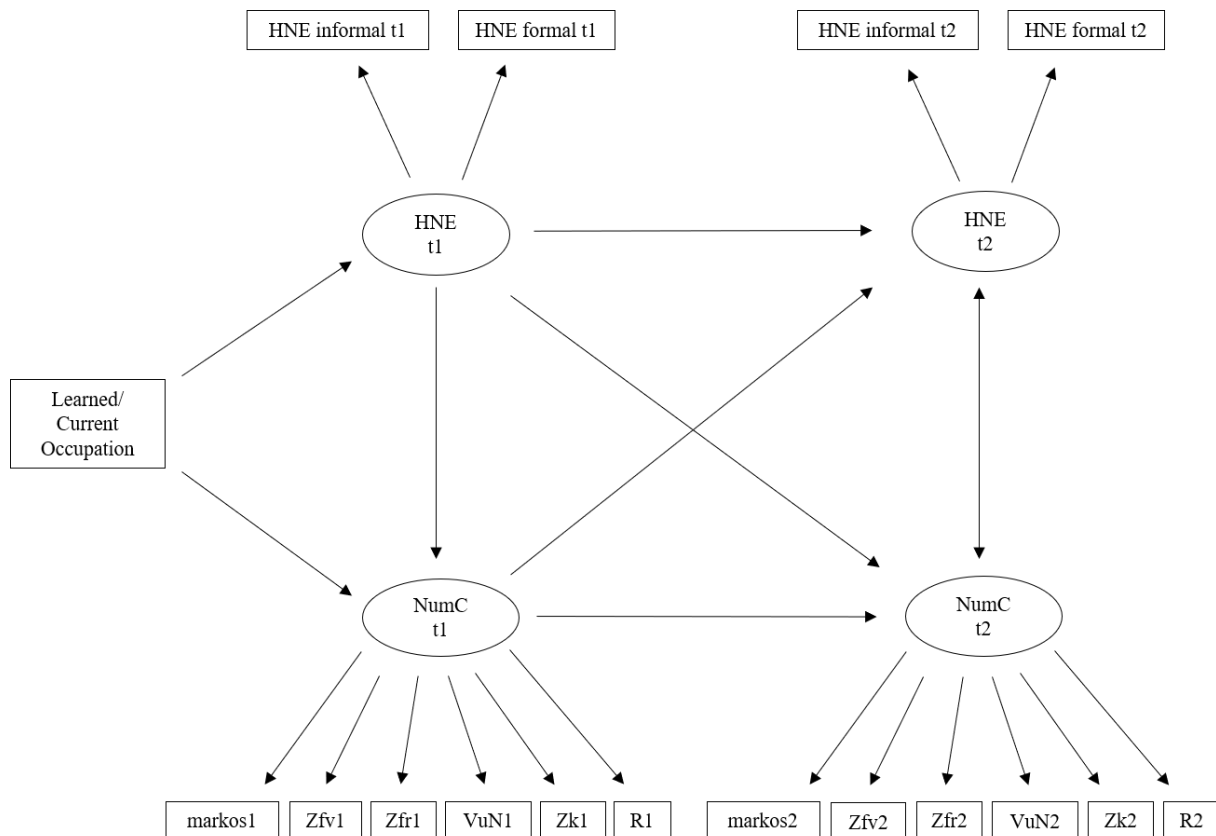 HNE informal t1
HNE formal t1
HNE informal t2
HNE formal t2
HNE
t1
HNE
t2
Learned/
Current
Occupation
NumC
t1
NumC
t2
markos1
Zfv1
Zfr1
VuN1
Zk1
R1
markos2
Zfv2
Zfr2
VuN2
Zk2
R2